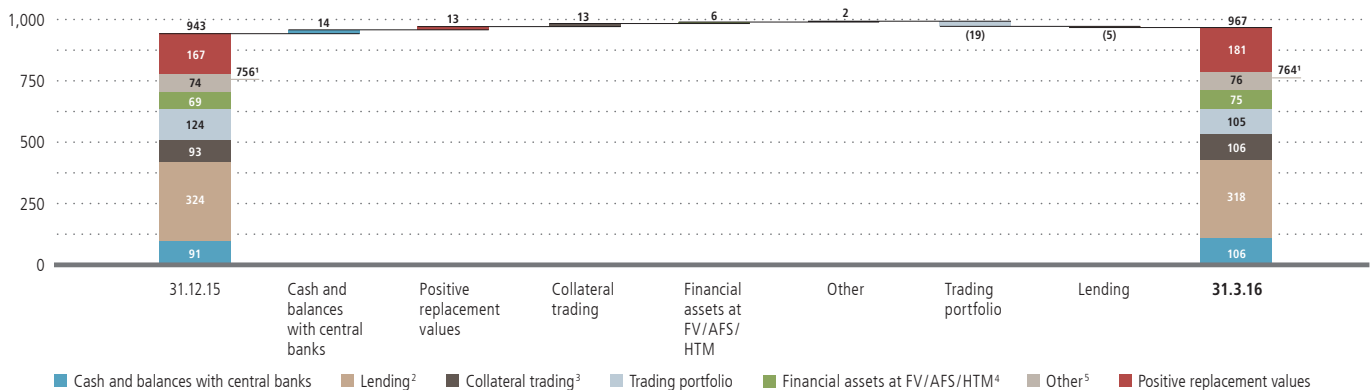 1,000
750
500
250
0
943
167
74
69
124
93
324
91
756¹
14
13
13
6
2
(19)
(5)
967
181
76
75
105
106
318
106
764¹
31.12.15
Cash and
balances
with central
banks
Positive
replacement
values
Collateral
trading
Financial
assets at
FV/AFS/
HTM
Other
Trading
portfolio
Lending
31.3.16
Cash and balances with central banks Lending² Collateral trading³ Trading portfolio Financial assets at FV/AFS/HTM⁴ Other⁵ Positive replacement values